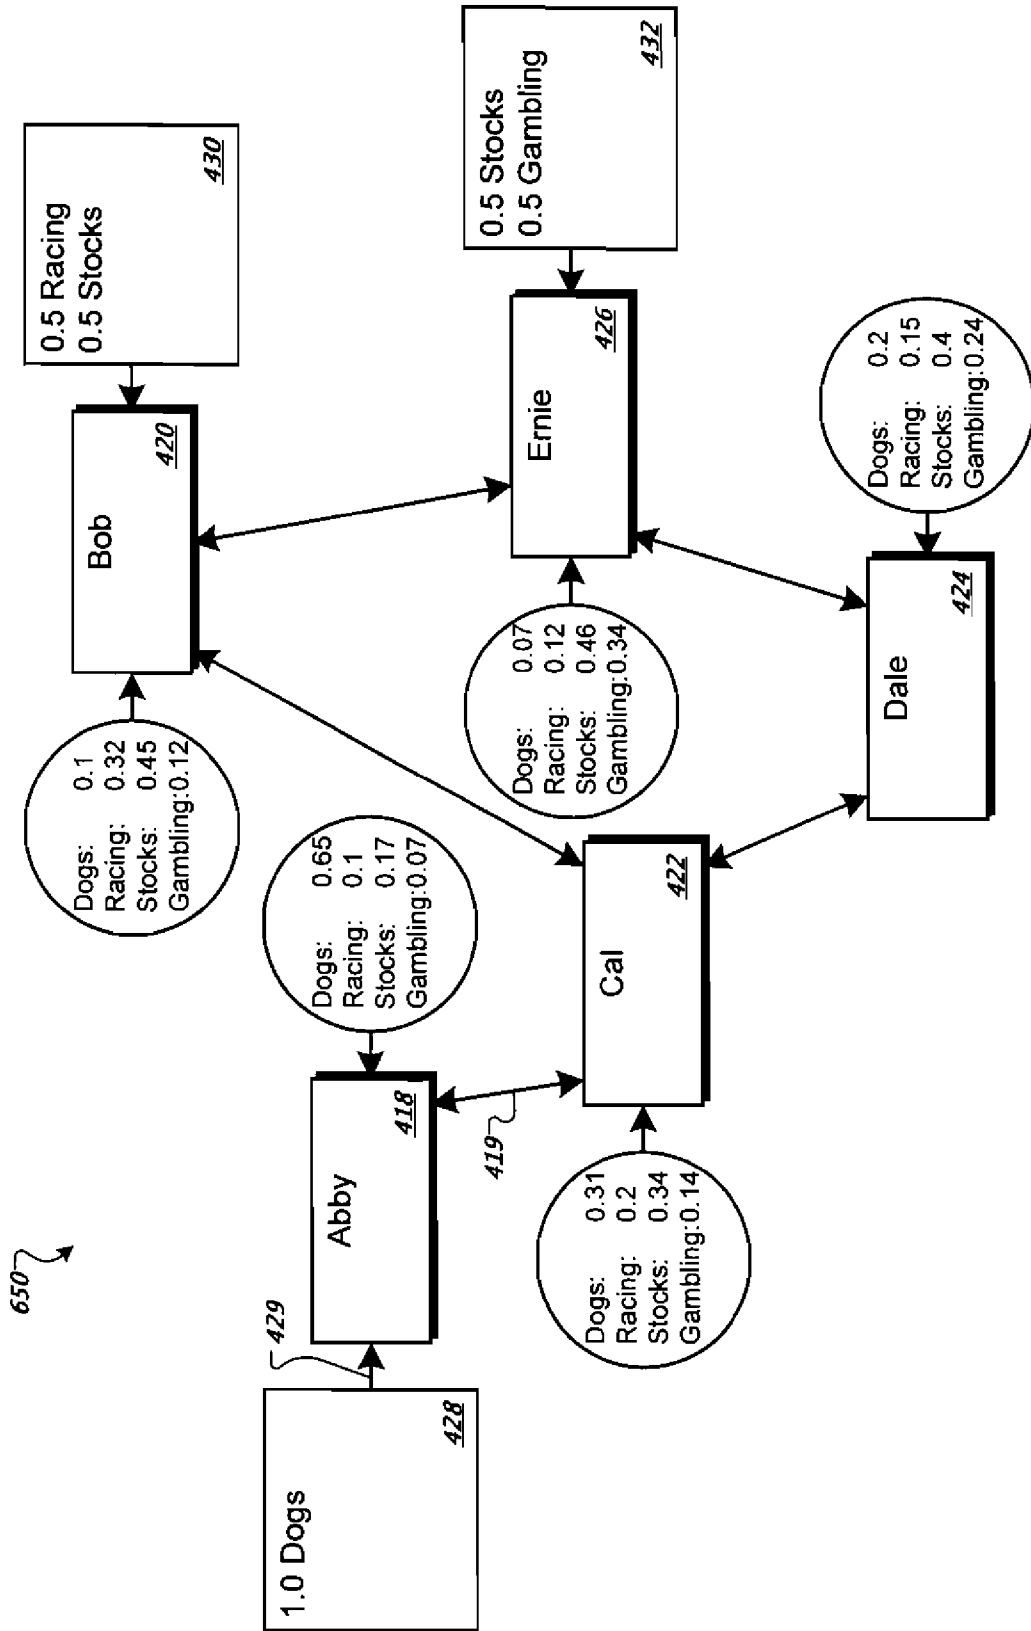 650
1.0 Dogs
428
429
Abby
418
Dogs: 0.65
Racing: 0.1
Stocks: 0.17
Gambling:0.07
Dogs: 0.1
Racing: 0.32
Stocks: 0.45
Gambling:0.12
Bob
420
0.5 Racing
0.5 Stocks
430
419
Dogs: 0.31
Racing: 0.2
Stocks: 0.34
Gambling:0.14
Cal
422
Dogs: 0.07
Racing: 0.12
Stocks: 0.46
Gambling:0.34
Ernie
426
0.5 Stocks
0.5 Gambling
432
Dale
424
Dogs: 0.2
Racing: 0.15
Stocks: 0.4
Gambling:0.24